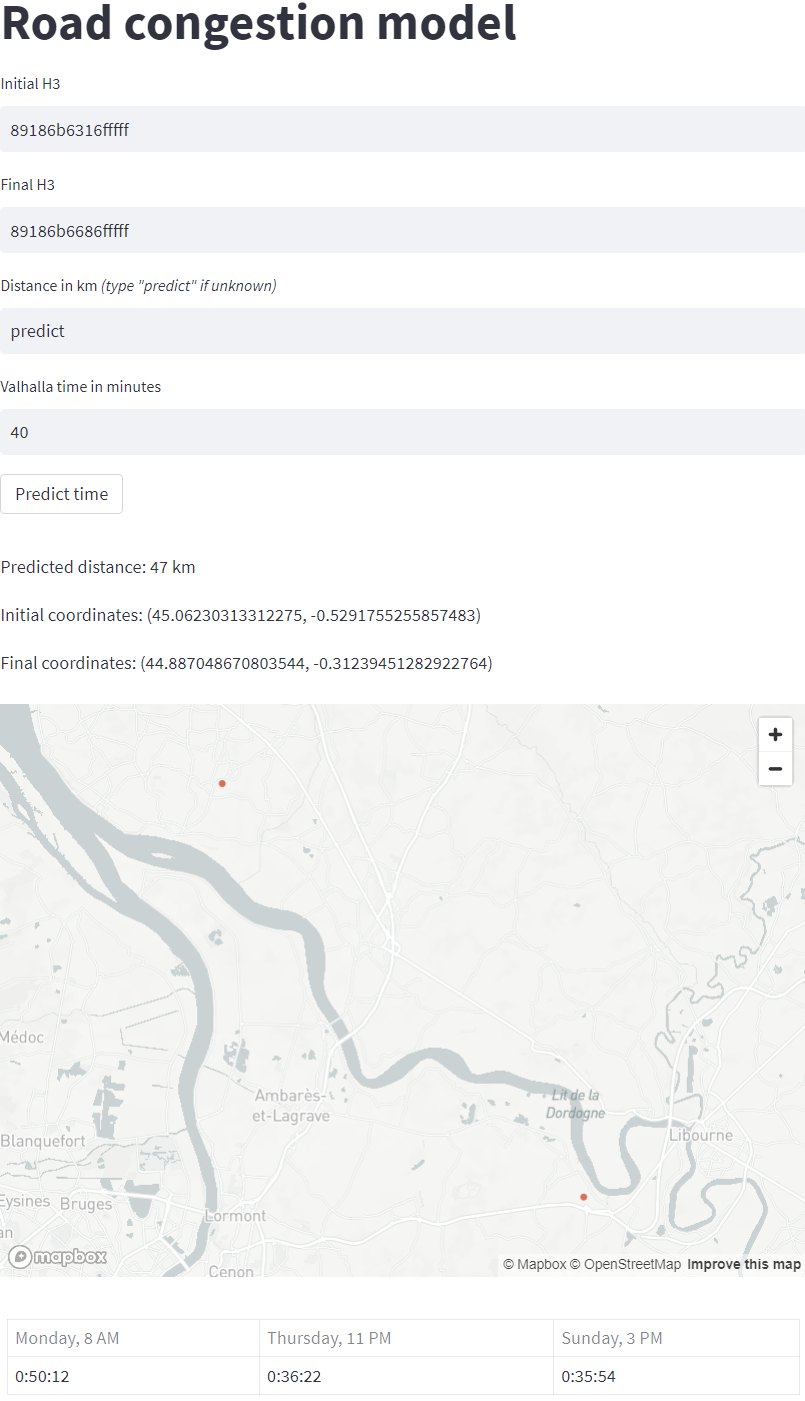 Road congestion model
Initial H3
89186b6316fffff
Final H3
89186b6686fffff
Distance in km (type "predict" if unknown)
predict
Valhalla time in minutes
40
Predict time
Predicted distance: 47 km
Initial coordinates: (45.06230313312275, -0.5291755255857483)
Final coordinates: (44.887048670803544, -0.31239451282922764)
+
−
Médoc
Ambarès-
et-Lagrave
Lit de la
Dordogne
Blanquefort
Libourne
Eysines
Bruges
an
Lormont
Cenon
mapbox
© Mapbox © OpenStreetMap Improve this map
Monday, 8 AM
Thursday, 11 PM
Sunday, 3 PM
0:50:12
0:36:22
0:35:54